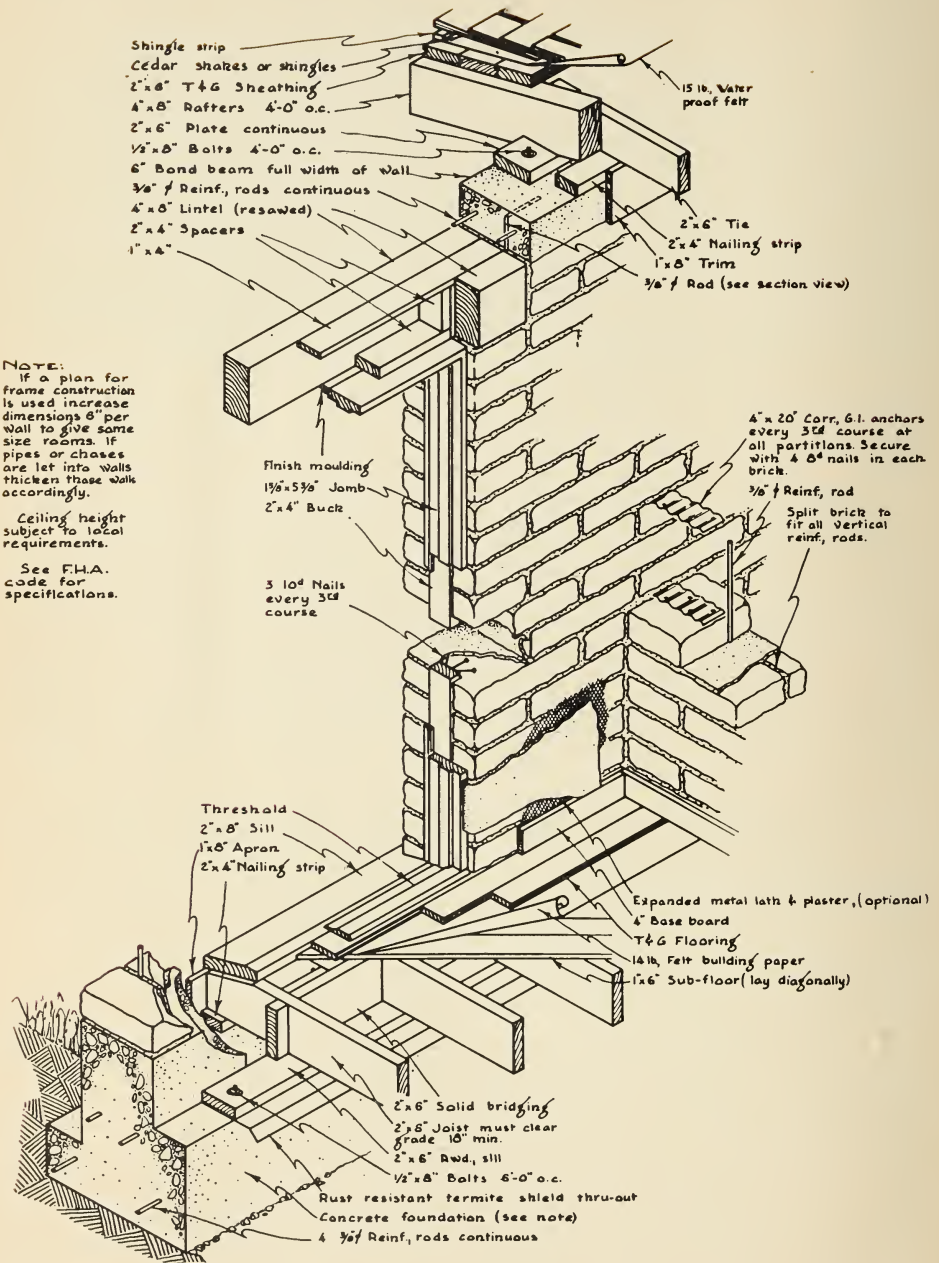 Shingle strip
Cedar shakes or shingles
2"x6" T&G Sheathing
4"x8" Rafters 4'-0" o.c.
2"x6" Plate continuous
1/2"x8" Bolts 4'-0" o.c.
6" Bond beam full width of wall
3/8" ϕ Reinf., rods continuous
4"x8" Lintel (resawed)
2"x4" Spacers
1"x4"
15 lb., Water
proof felt
2"x6" Tie
2"x4" Nailing strip
1"x8" Trim
3/8" ϕ Rod (see section view)
NOTE:
If a plan for
frame construction
is used increase
dimensions 6" per
wall to give same
size rooms. If
pipes or chases
are let into walls
thicken those walls
accordingly.
Ceiling height
subject to local
requirements.
See F.H.A.
code for
specifications.
Finish moulding
1 3/8"x5 3/8" Jamb
2"x4" Buck
3 10d Nails
every 3rd
course
4"x20" Corr., G.I. anchors
every 3rd course at
all partitions. Secure
with 4 8d nails in each
brick.
3/8" ϕ Reinf., rod
Split brick to
fit all vertical
reinf., rods.
Threshold
2"x8" Sill
1"x8" Apron
2"x4" Nailing strip
Expanded metal lath & plaster, (optional)
4" Base board
T&G Flooring
14 lb, Felt building paper
1"x6" Sub-floor (lay diagonally)
2"x6" Solid bridging
2"x6" Joist must clear
grade 18" min.
2"x6" Rwd., sill
1/2"x8" Bolts 6'-0" o.c.
Rust resistant termite shield thru-out
Concrete foundation (see note)
4 3/8" ϕ Reinf., rods continuous